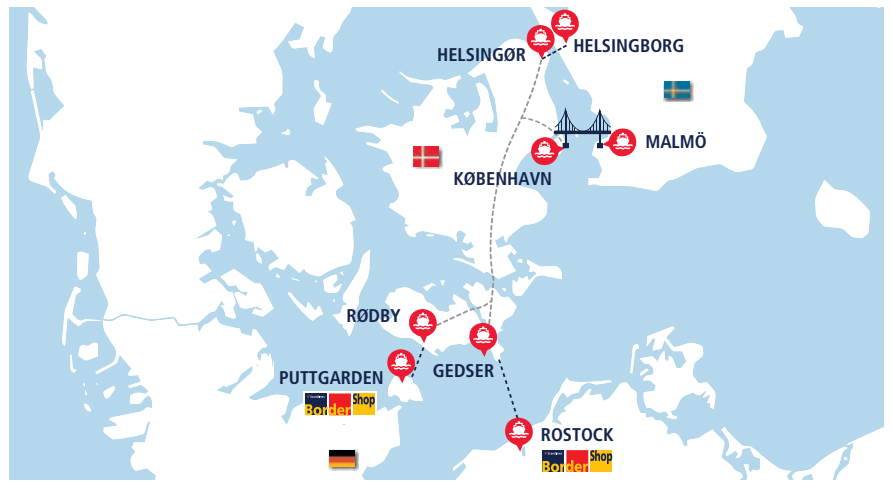 HELSINGØR
HELSINGBORG
MALMÖ
KØBENHAVN
RØDBY
PUTTGARDEN
GEDSER
Border Shop
ROSTOCK
Border Shop